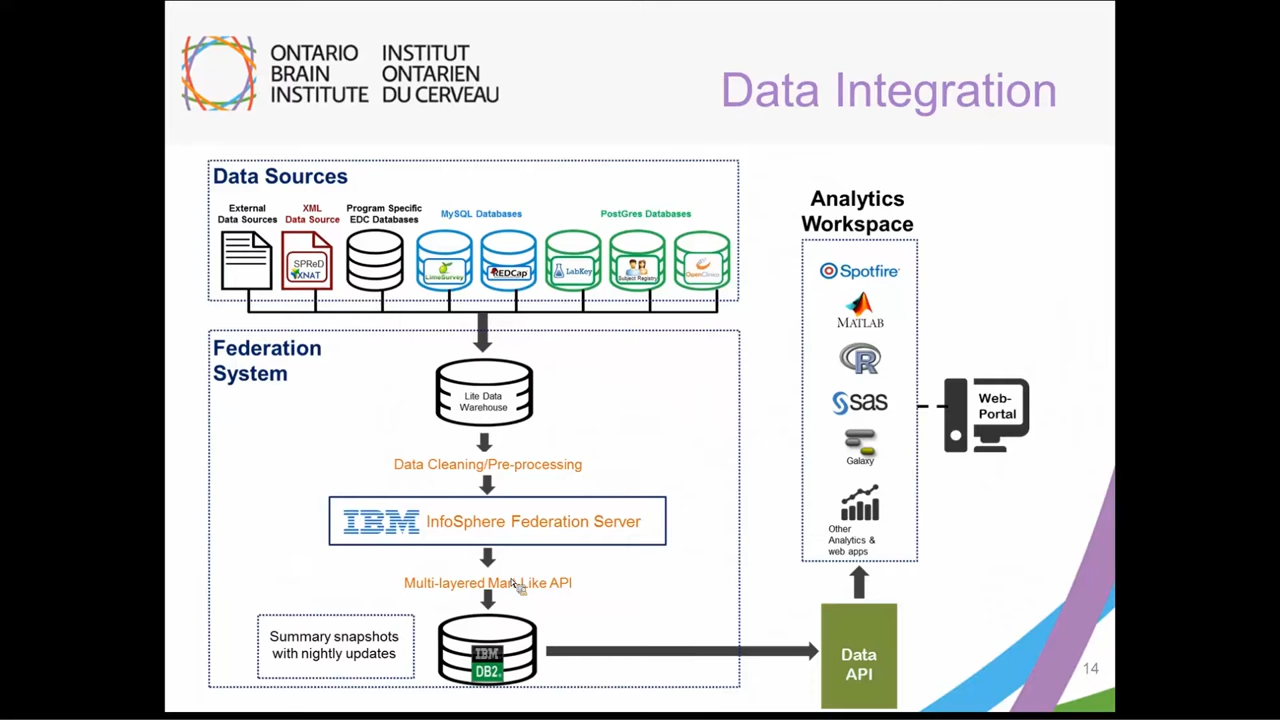 ONTARIO
BRAIN
INSTITUTE
INSTITUT
ONTARIEN
DU CERVEAU
Data Integration
Data Sources
External
Data Sources
XML
Data Source
Program Specific
EDC Databases
MySQL Databases
PostGres Databases
SPReD
XNAT
LimeSurvey
REDCap
LabKey
Subject Registry
OpenClinica
Federation
System
Lite Data
Warehouse
Data Cleaning/Pre-processing
IBM InfoSphere Federation Server
Multi-layered Mart-Like API
Summary snapshots
with nightly updates
IBM
DB2
Data
API
Analytics
Workspace
Spotfire
MATLAB
R
sas
Galaxy
Other
Analytics &
web apps
Web-
Portal
14